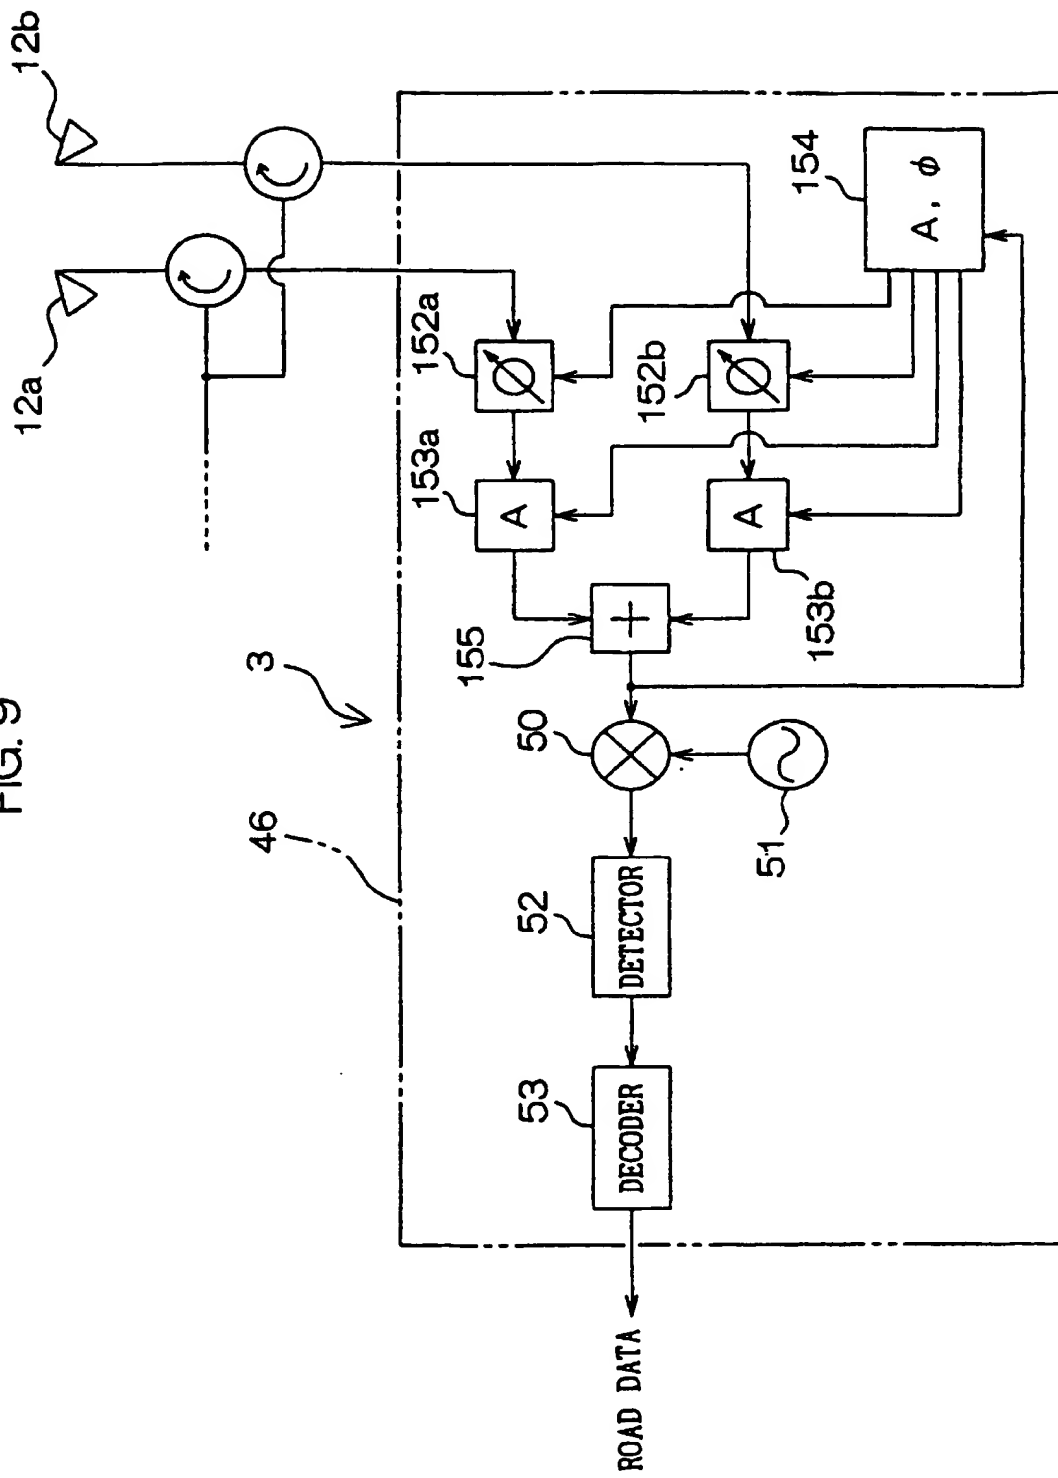 FIG. 9
12a
12b
3
46
152a
153a
A
152b
A
153b
154
A, φ
155
+
50
51
52
DETECTOR
53
DECODER
ROAD DATA